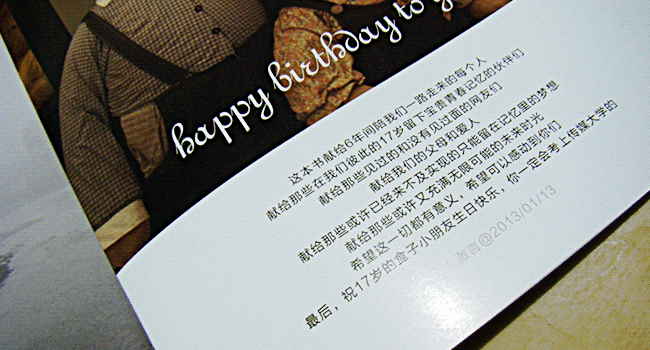 happy birthday to y
这本书献给6年间陪我们一路走来的每个人
献给那些在我们彼此的17岁留下宝贵青春记忆的伙伴们
献给那些见过的和没有见过面的网友们
献给我们的父母和爱人
献给那些或许已经来不及实现的只能留在记忆里的梦想
献给那些或许又充满无限可能的未来时光
希望这一切都有意义，希望可以感动到你们
最后，祝17岁的盒子小朋友生日快乐，你一定会考上传媒大学的
@2013/01/13